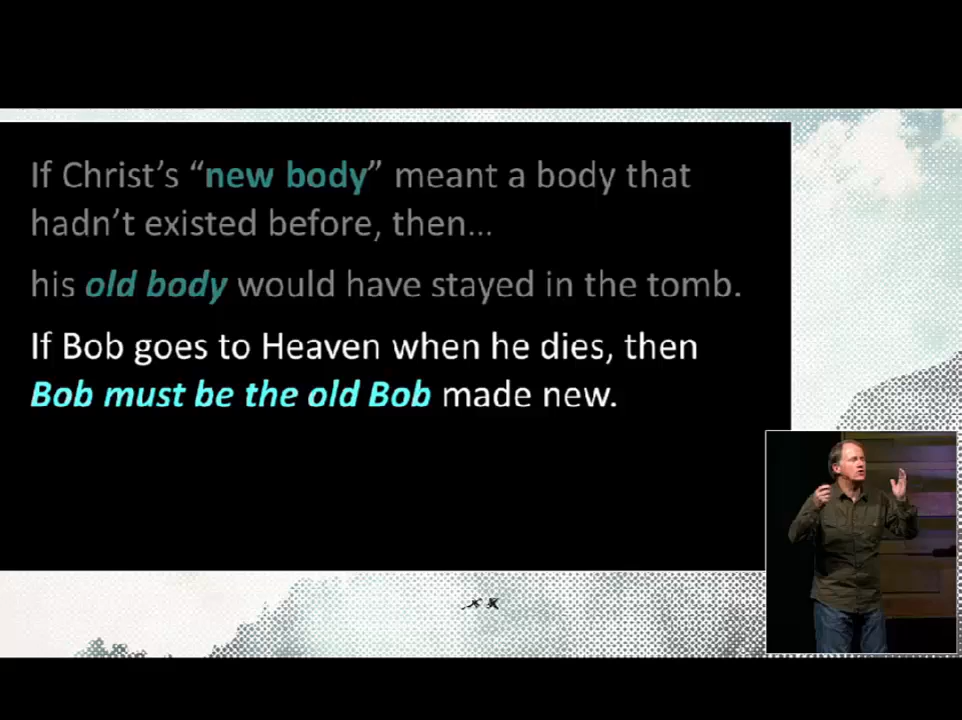 If Christ’s “new body” meant a body that
hadn’t existed before, then…
his old body would have stayed in the tomb.
If Bob goes to Heaven when he dies, then
Bob must be the old Bob made new.